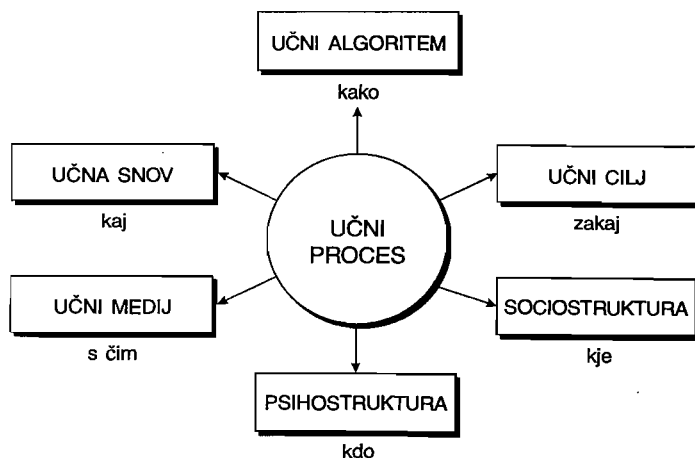 UČNI ALGORITEM
kako
UČNA SNOV
kaj
UČNI CILJ
zakaj
UČNI
PROCES
UČNI MEDIJ
s čim
SOCIOSTRUKTURA
kje
PSIHOSTRUKTURA
kdo